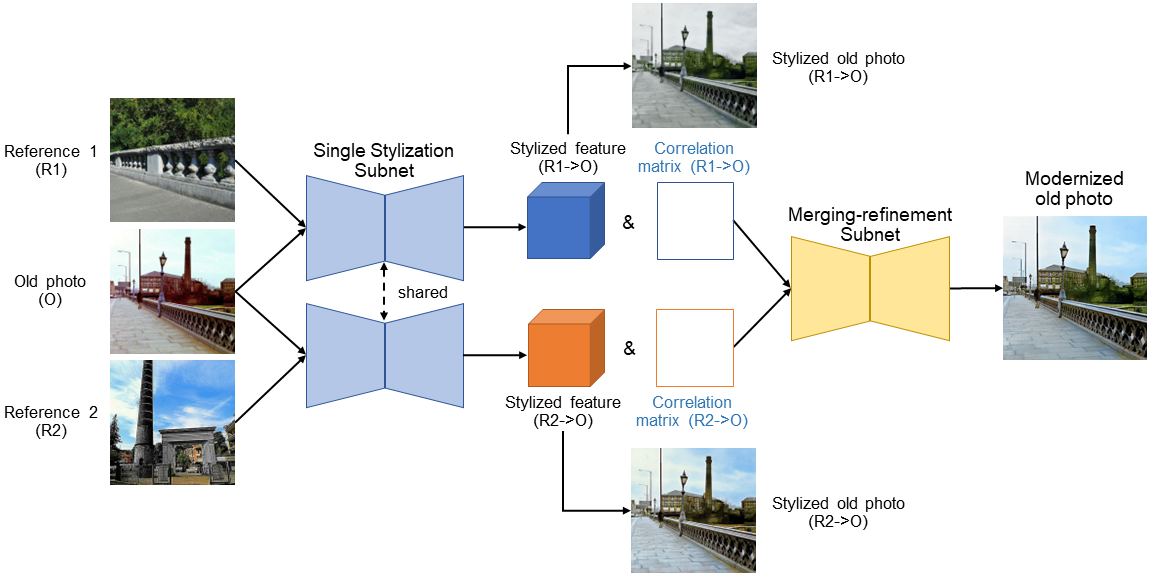 Reference 1
(R1)
Old photo
(O)
Reference 2
(R2)
Single Stylization
Subnet
shared
Stylized feature
(R1->O)
&
Correlation
matrix (R1->O)
Stylized old photo
(R1->O)
Stylized feature
(R2->O)
&
Correlation
matrix (R2->O)
Stylized old photo
(R2->O)
Merging-refinement
Subnet
Modernized
old photo